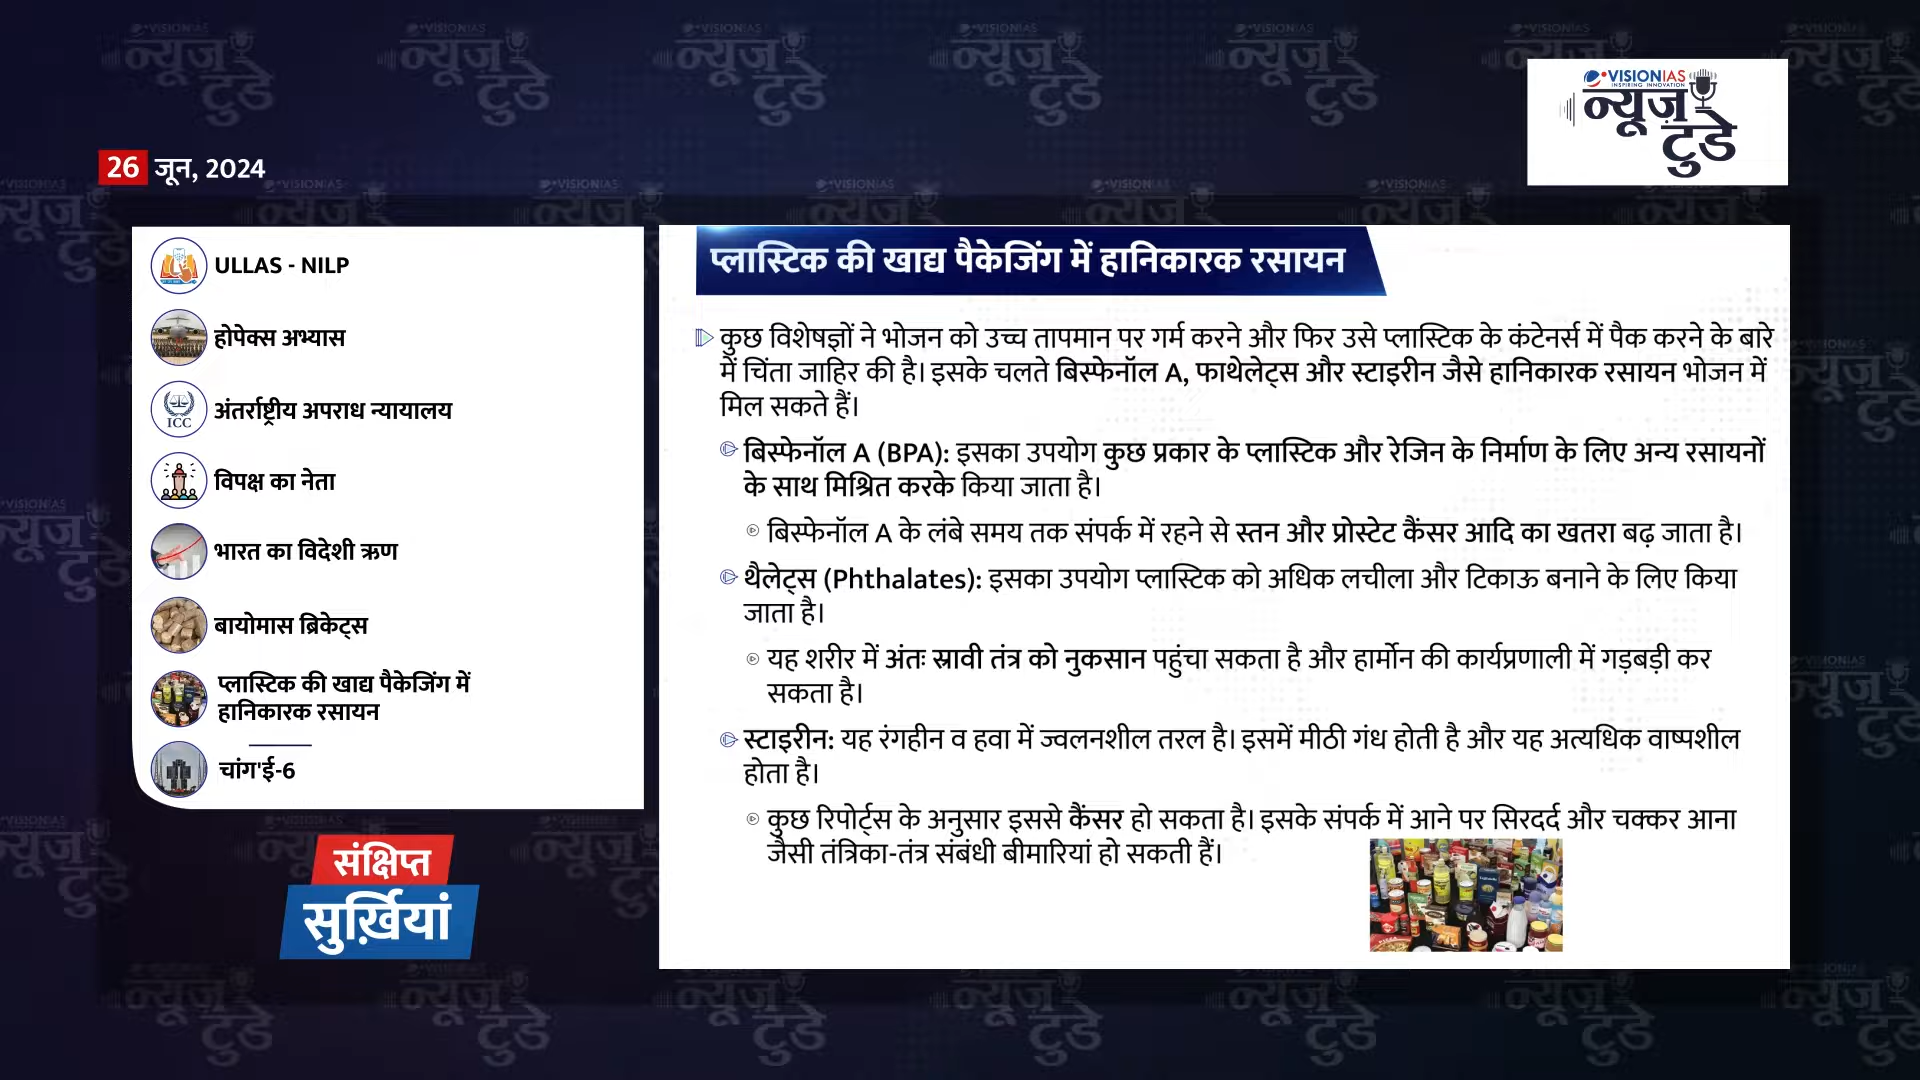 VISIONIAS
INSPIRING INNOVATION
न्यूज़
टुडे
26 जून, 2024
ULLAS - NILP
होपेक्स अभ्यास
ICC
अंतर्राष्ट्रीय अपराध न्यायालय
विपक्ष का नेता
भारत का विदेशी ऋण
बायोमास ब्रिकेट्स
प्लास्टिक की खाद्य पैकेजिंग में
हानिकारक रसायन
चांग'ई-6
संक्षिप्त
सुर्ख़ियां
प्लास्टिक की खाद्य पैकेजिंग में हानिकारक रसायन
कुछ विशेषज्ञों ने भोजन को उच्च तापमान पर गर्म करने और फिर उसे प्लास्टिक के कंटेनर्स में पैक करने के बारे
में चिंता जाहिर की है। इसके चलते बिस्फेनॉल A, फाथेलेट्स और स्टाइरीन जैसे हानिकारक रसायन भोजन में
मिल सकते हैं।
बिस्फेनॉल A (BPA): इसका उपयोग कुछ प्रकार के प्लास्टिक और रेजिन के निर्माण के लिए अन्य रसायनों
के साथ मिश्रित करके किया जाता है।
बिस्फेनॉल A के लंबे समय तक संपर्क में रहने से स्तन और प्रोस्टेट कैंसर आदि का खतरा बढ़ जाता है।
थैलेट्स (Phthalates): इसका उपयोग प्लास्टिक को अधिक लचीला और टिकाऊ बनाने के लिए किया
जाता है।
यह शरीर में अंतः स्रावी तंत्र को नुकसान पहुंचा सकता है और हार्मोन की कार्यप्रणाली में गड़बड़ी कर
सकता है।
स्टाइरीन: यह रंगहीन व हवा में ज्वलनशील तरल है। इसमें मीठी गंध होती है और यह अत्यधिक वाष्पशील
होता है।
कुछ रिपोर्ट्स के अनुसार इससे कैंसर हो सकता है। इसके संपर्क में आने पर सिरदर्द और चक्कर आना
जैसी तंत्रिका-तंत्र संबंधी बीमारियां हो सकती हैं।